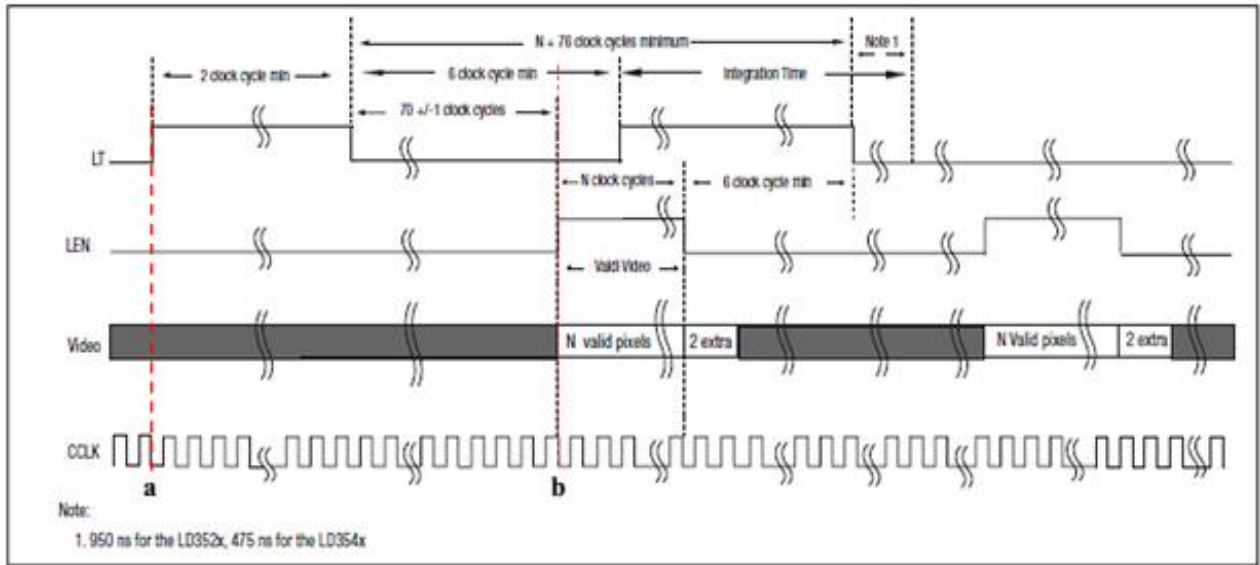 N + 76 clock cycles minimum
Note 1
2 clock cycle min
6 clock cycle min
Integration Time
70 +/-1 clock cycles
LT
N clock cycles
6 clock cycle min
LEN
Valdi Video
Video
N valid pixels
2 extra
N Valid pixels
2 extra
CCLK
a
b
Note:
1. 950 ns for the LD352x, 475 ns for the LD354x